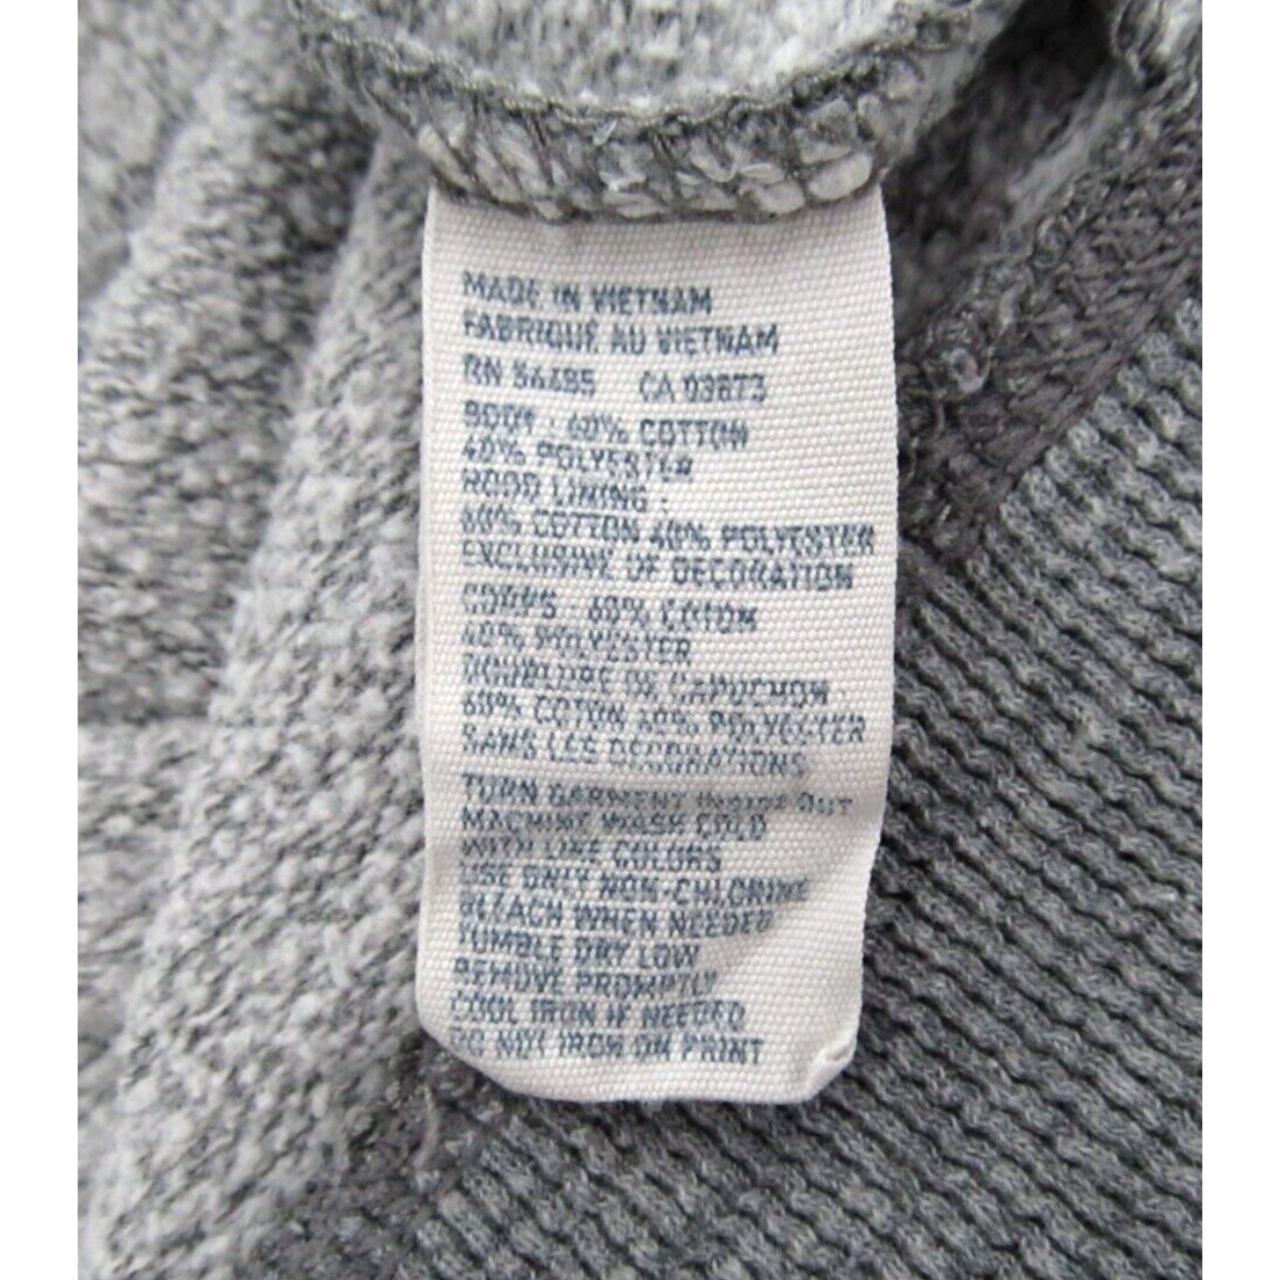 MADE IN VIETNAM
FABRIQUÉ AU VIETNAM
RN 54485 CA 03873
BODY : 60% COTTON
40% POLYESTER
HOOD LINING :
60% COTTON 40% POLYESTER
EXCLUSIVE OF DECORATION
CORPS : 60% COTON
40% POLYESTER
DOUBLURE DE CAPUCHON :
60% COTON 40% POLYESTER
SANS LES DECORATIONS
TURN GARMENT INSIDE OUT
MACHINE WASH COLD
WITH LIKE COLORS
USE ONLY NON-CHLORINE
BLEACH WHEN NEEDED
TUMBLE DRY LOW
REMOVE PROMPTLY
COOL IRON IF NEEDED
DO NOT IRON ON PRINT